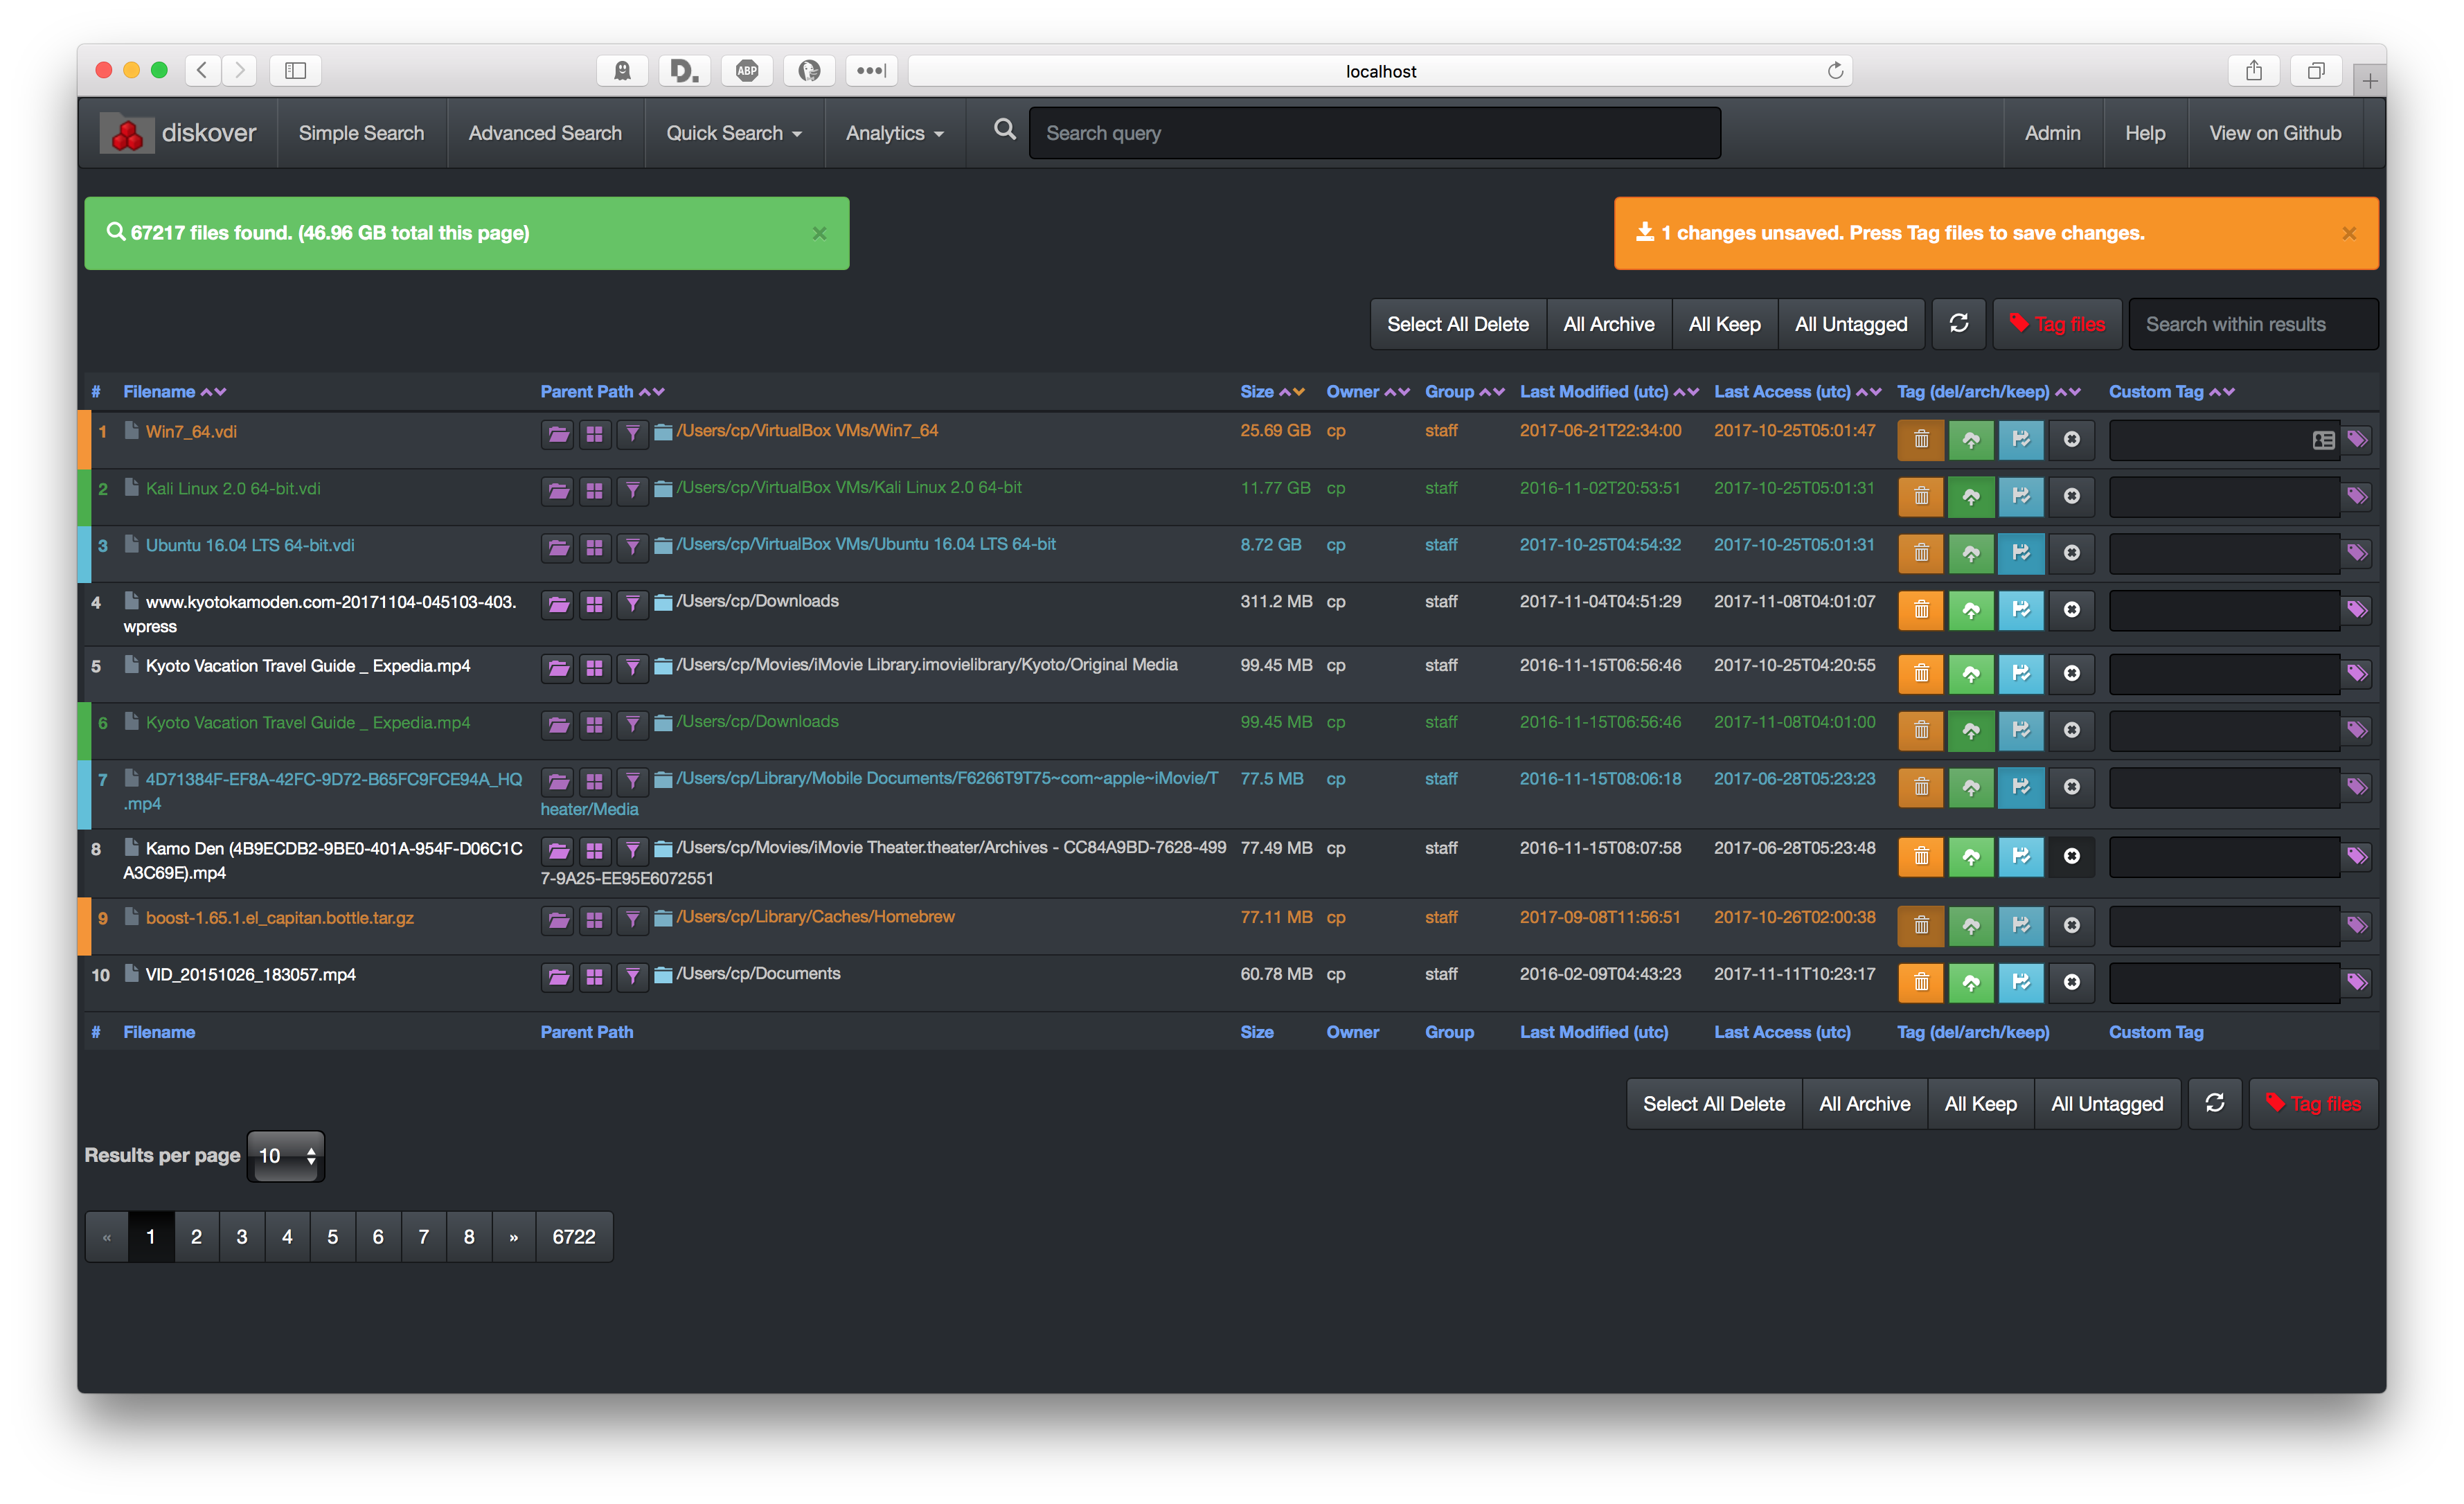 D. ABP localhost
diskover Simple Search Advanced Search Quick Search Analytics Search query Admin Help View on Github
67217 files found. (46.96 GB total this page) × 1 changes unsaved. Press Tag files to save changes. ×
Select All Delete All Archive All Keep All Untagged Tag files Search within results
# Filename Parent Path Size Owner Group Last Modified (utc) Last Access (utc) Tag (del/arch/keep) Custom Tag
1 Win7_64.vdi /Users/cp/VirtualBox VMs/Win7_64 25.69 GB cp staff 2017-06-21T22:34:00 2017-10-25T05:01:47
2 Kali Linux 2.0 64-bit.vdi /Users/cp/VirtualBox VMs/Kali Linux 2.0 64-bit 11.77 GB cp staff 2016-11-02T20:53:51 2017-10-25T05:01:31
3 Ubuntu 16.04 LTS 64-bit.vdi /Users/cp/VirtualBox VMs/Ubuntu 16.04 LTS 64-bit 8.72 GB cp staff 2017-10-25T04:54:32 2017-10-25T05:01:31
4 www.kyotokamoden.com-20171104-045103-403. /Users/cp/Downloads 311.2 MB cp staff 2017-11-04T04:51:29 2017-11-08T04:01:07
wpress
5 Kyoto Vacation Travel Guide _ Expedia.mp4 /Users/cp/Movies/iMovie Library.imovielibrary/Kyoto/Original Media 99.45 MB cp staff 2016-11-15T06:56:46 2017-10-25T04:20:55
6 Kyoto Vacation Travel Guide _ Expedia.mp4 /Users/cp/Downloads 99.45 MB cp staff 2016-11-15T06:56:46 2017-11-08T04:01:00
7 4D71384F-EF8A-42FC-9D72-B65FC9FCE94A_HQ /Users/cp/Library/Mobile Documents/F6266T9T75~com~apple~iMovie/T 77.5 MB cp staff 2016-11-15T08:06:18 2017-06-28T05:23:23
.mp4 heater/Media
8 Kamo Den (4B9ECDB2-9BE0-401A-954F-D06C1C /Users/cp/Movies/iMovie Theater.theater/Archives - CC84A9BD-7628-499 77.49 MB cp staff 2016-11-15T08:07:58 2017-06-28T05:23:48
A3C69E).mp4 7-9A25-EE95E6072551
9 boost-1.65.1.el_capitan.bottle.tar.gz /Users/cp/Library/Caches/Homebrew 77.11 MB cp staff 2017-09-08T11:56:51 2017-10-26T02:00:38
10 VID_20151026_183057.mp4 /Users/cp/Documents 60.78 MB cp staff 2016-02-09T04:43:23 2017-11-11T10:23:17
# Filename Parent Path Size Owner Group Last Modified (utc) Last Access (utc) Tag (del/arch/keep) Custom Tag
Select All Delete All Archive All Keep All Untagged Tag files
Results per page 10
« 1 2 3 4 5 6 7 8 » 6722